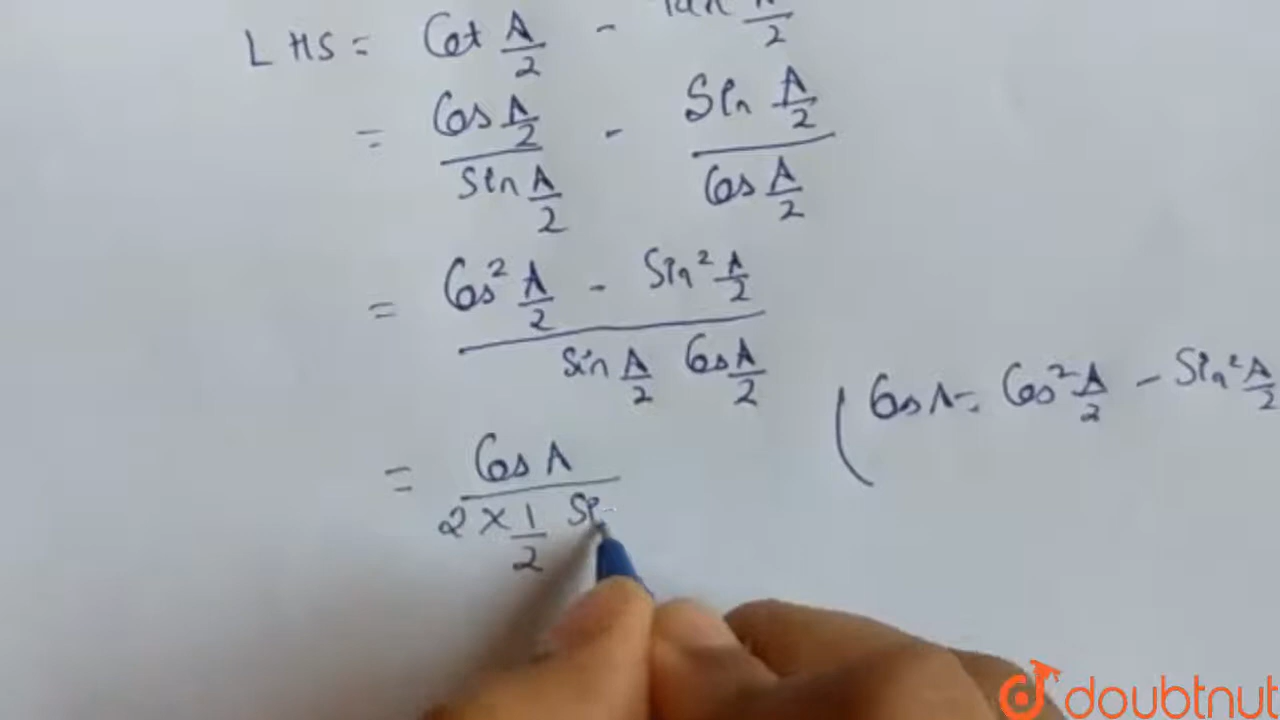 LHS = Cot A/2 - Tan A/2
= Cos A/2 / Sin A/2 - Sin A/2 / Cos A/2
= Cos² A/2 - Sin² A/2 / Sin A/2 Cos A/2
(Cos A = Cos² A/2 - Sin² A/2
= Cos A / 2 × 1/2 Si
doubtnut